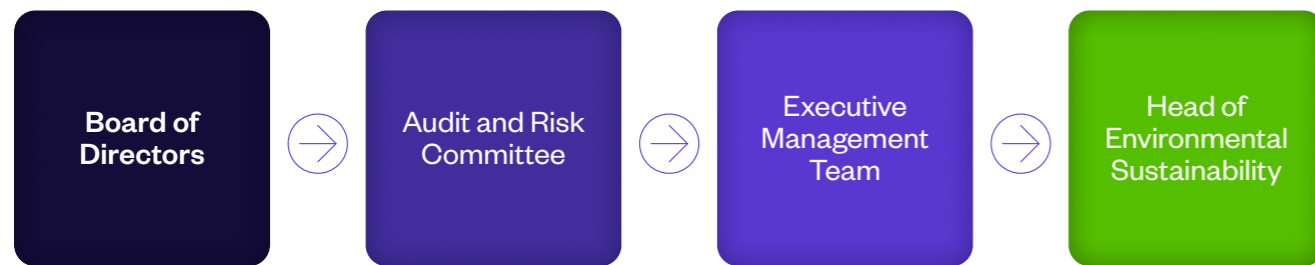 Board of
Directors
Audit and Risk
Committee
Executive
Management
Team
Head of
Environmental
Sustainability